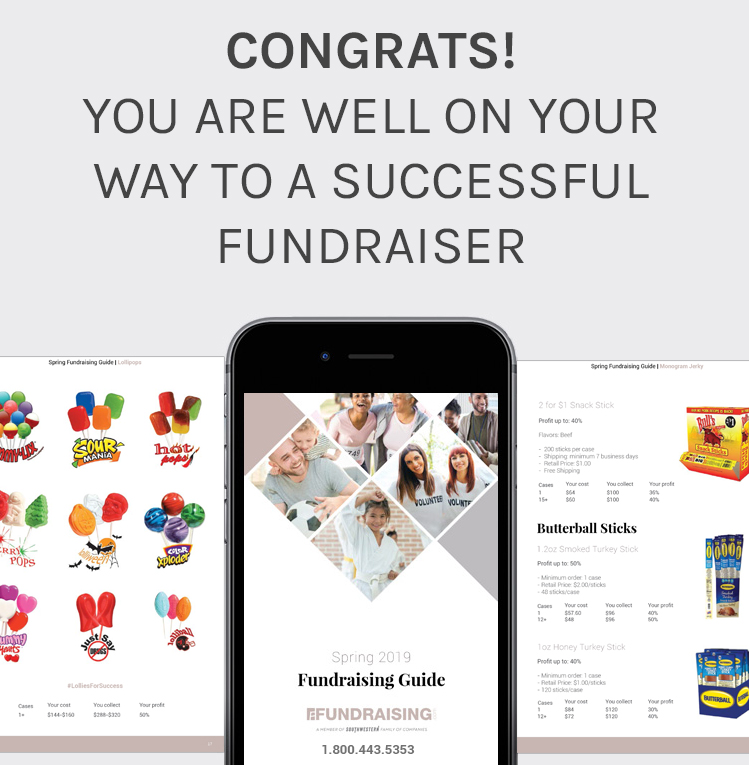 CONGRATS!
YOU ARE WELL ON YOUR
WAY TO A SUCCESSFUL
FUNDRAISER
Spring Fundraising Guide | Lollipops
SOUR
MANIA
hot
pops
POPS
COLOR
Xploder
Just Say
DRUGS
#LolliesForSuccess
Cases Your cost You collect Your profit
1+ $144-$160 $288-$320 50%
VOLUNTEER
VOLUNT
Spring 2019
Fundraising Guide
FUNDRAISING
A MEMBER OF SOUTHWESTERN FAMILY OF COMPANIES
1.800.443.5353
Spring Fundraising Guide | Monogram Jerky
2 for $1 Snack Stick
Profit up to: 40%
Flavors: Beef
- 200 sticks per case
- Shipping: minimum 7 business days
- Retail Price: $1.00
- Free Shipping
Cases Your cost You collect Your profit
1 $64 $100 36%
15+ $60 $100 40%
Butterball Sticks
1.2oz Smoked Turkey Stick
Profit up to: 50%
- Minimum order: 1 case
- Retail Price: $2.00/sticks
- 48 sticks/case
Cases Your cost You collect Your profit
1 $57.60 $96 40%
12+ $48 $96 50%
1oz Honey Turkey Stick
Profit up to: 40%
- Minimum order: 1 case
- Retail Price: $1.00/sticks
- 120 sticks/case
Cases Your cost You collect Your profit
1 $84 $120 30%
12+ $72 $120 40%
Bull's
$1
Snack Sticks
BUTTERBALL